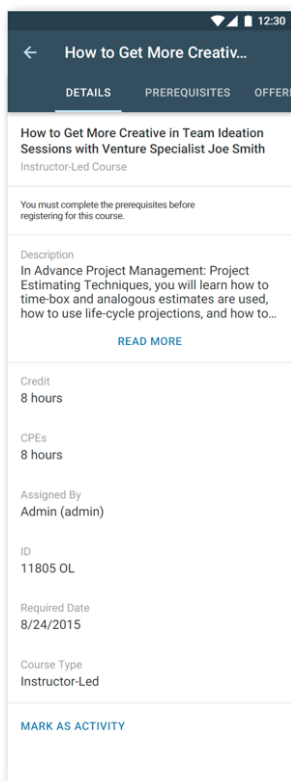 12:30
How to Get More Creativ...
DETAILS PREREQUISITES OFFERI
How to Get More Creative in Team Ideation
Sessions with Venture Specialist Joe Smith
Instructor-Led Course
You must complete the prerequisites before
registering for this course.
Description
In Advance Project Management: Project
Estimating Techniques, you will learn how to
time-box and analogous estimates are used,
how to use life-cycle projections, and how to...
READ MORE
Credit
8 hours
CPEs
8 hours
Assigned By
Admin (admin)
ID
11805 OL
Required Date
8/24/2015
Course Type
Instructor-Led
MARK AS ACTIVITY